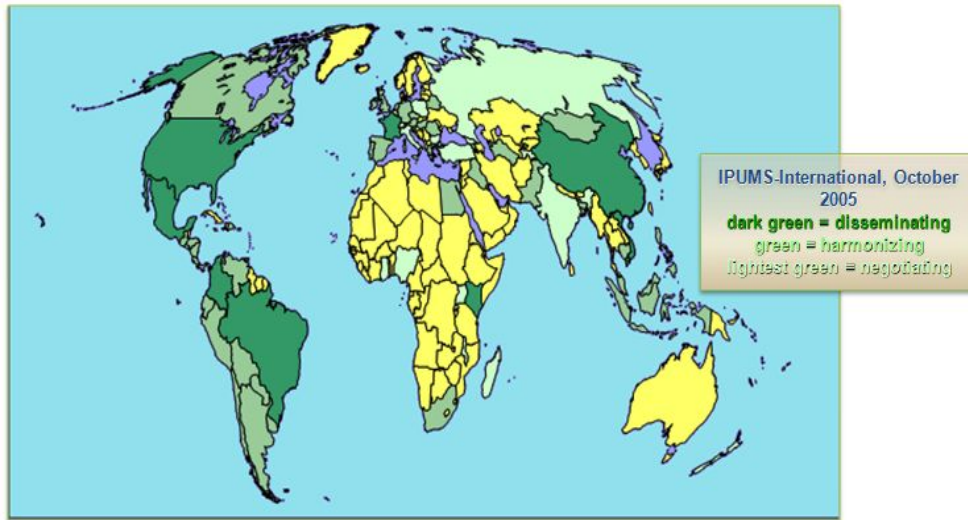 IPUMS-International, October
2005
dark green = disseminating
green = harmonizing
lightest green = negotiating